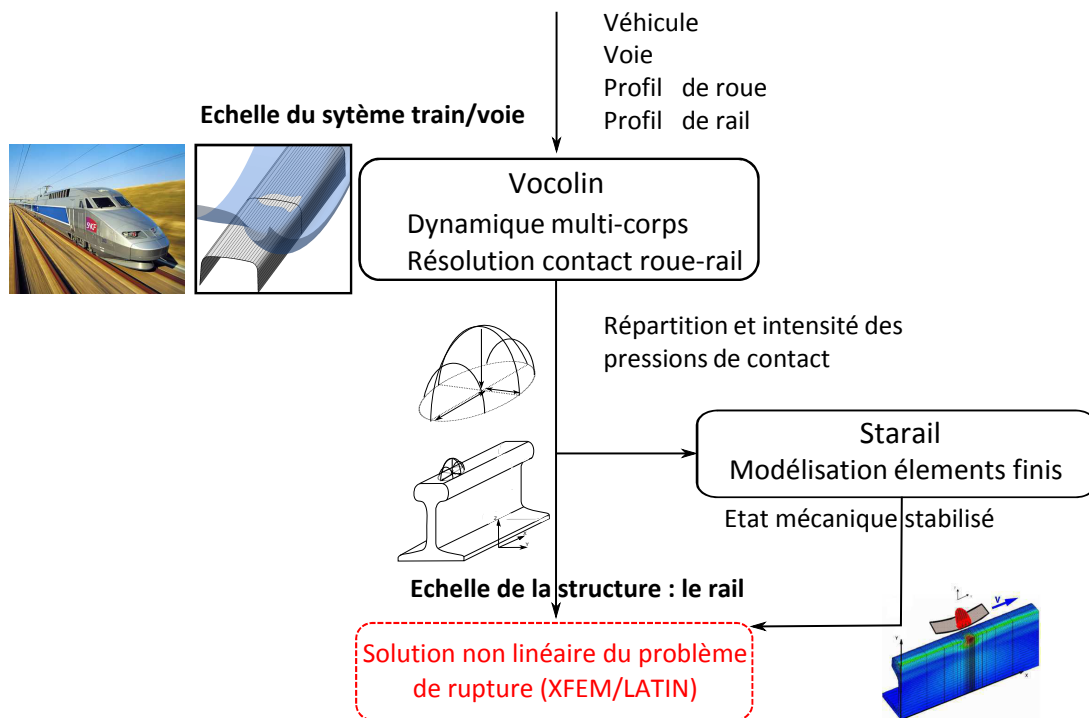 Véhicule
Voie
Profil de roue
Profil de rail
Echelle du sytème train/voie
SNCF
Vocolin
Dynamique multi-corps
Résolution contact roue-rail
Répartition et intensité des
pressions de contact
Starail
Modélisation élements finis
Etat mécanique stabilisé
Z
Y
Echelle de la structure : le rail
V
Y
X
Solution non linéaire du problème
de rupture (XFEM/LATIN)